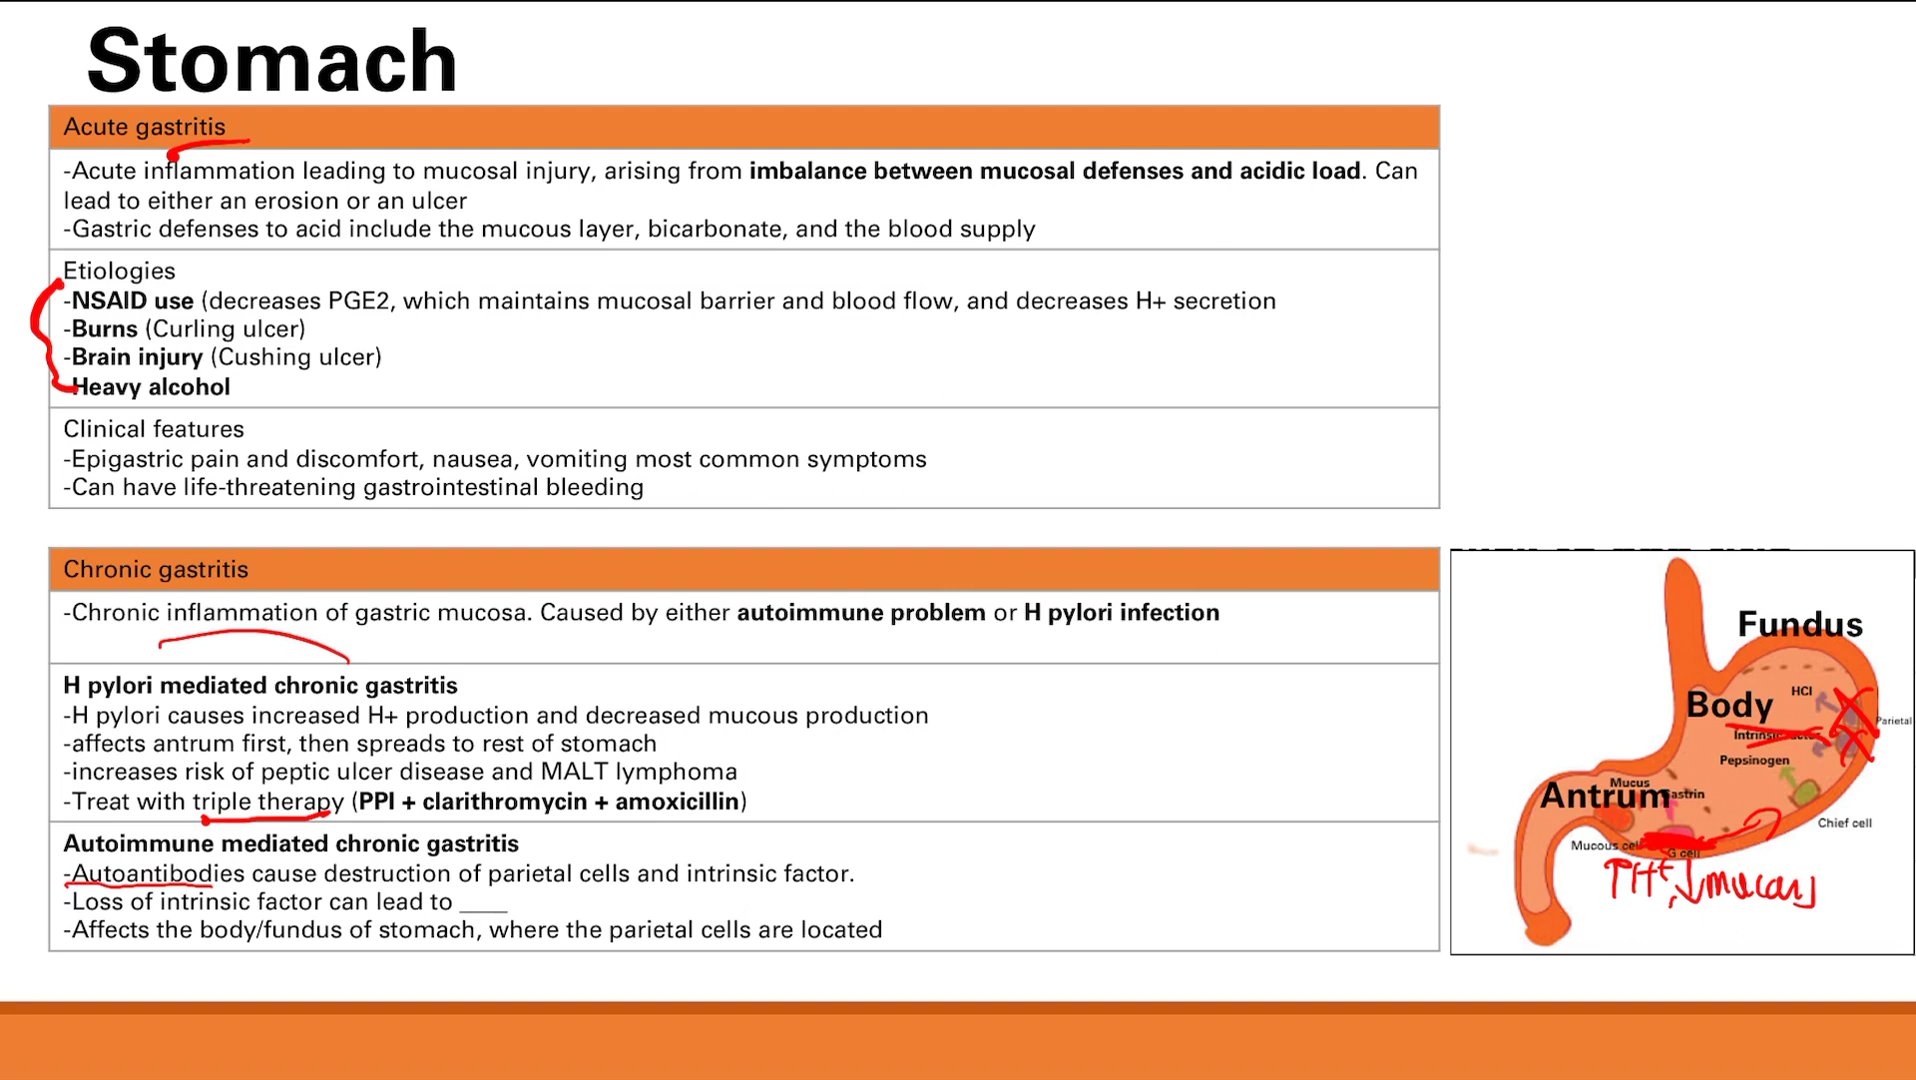 Stomach
Acute gastritis
-Acute inflammation leading to mucosal injury, arising from imbalance between mucosal defenses and acidic load. Can
lead to either an erosion or an ulcer
-Gastric defenses to acid include the mucous layer, bicarbonate, and the blood supply
Etiologies
-NSAID use (decreases PGE2, which maintains mucosal barrier and blood flow, and decreases H+ secretion
-Burns (Curling ulcer)
-Brain injury (Cushing ulcer)
-Heavy alcohol
Clinical features
-Epigastric pain and discomfort, nausea, vomiting most common symptoms
-Can have life-threatening gastrointestinal bleeding
Chronic gastritis
-Chronic inflammation of gastric mucosa. Caused by either autoimmune problem or H pylori infection
H pylori mediated chronic gastritis
-H pylori causes increased H+ production and decreased mucous production
-affects antrum first, then spreads to rest of stomach
-increases risk of peptic ulcer disease and MALT lymphoma
-Treat with triple therapy (PPI + clarithromycin + amoxicillin)
Autoimmune mediated chronic gastritis
-Autoantibodies cause destruction of parietal cells and intrinsic factor.
-Loss of intrinsic factor can lead to ____
-Affects the body/fundus of stomach, where the parietal cells are located
Fundus
HCl
Body
Parietal
Pepsinogen
Mucus
Antrum
Chief cell
G cell